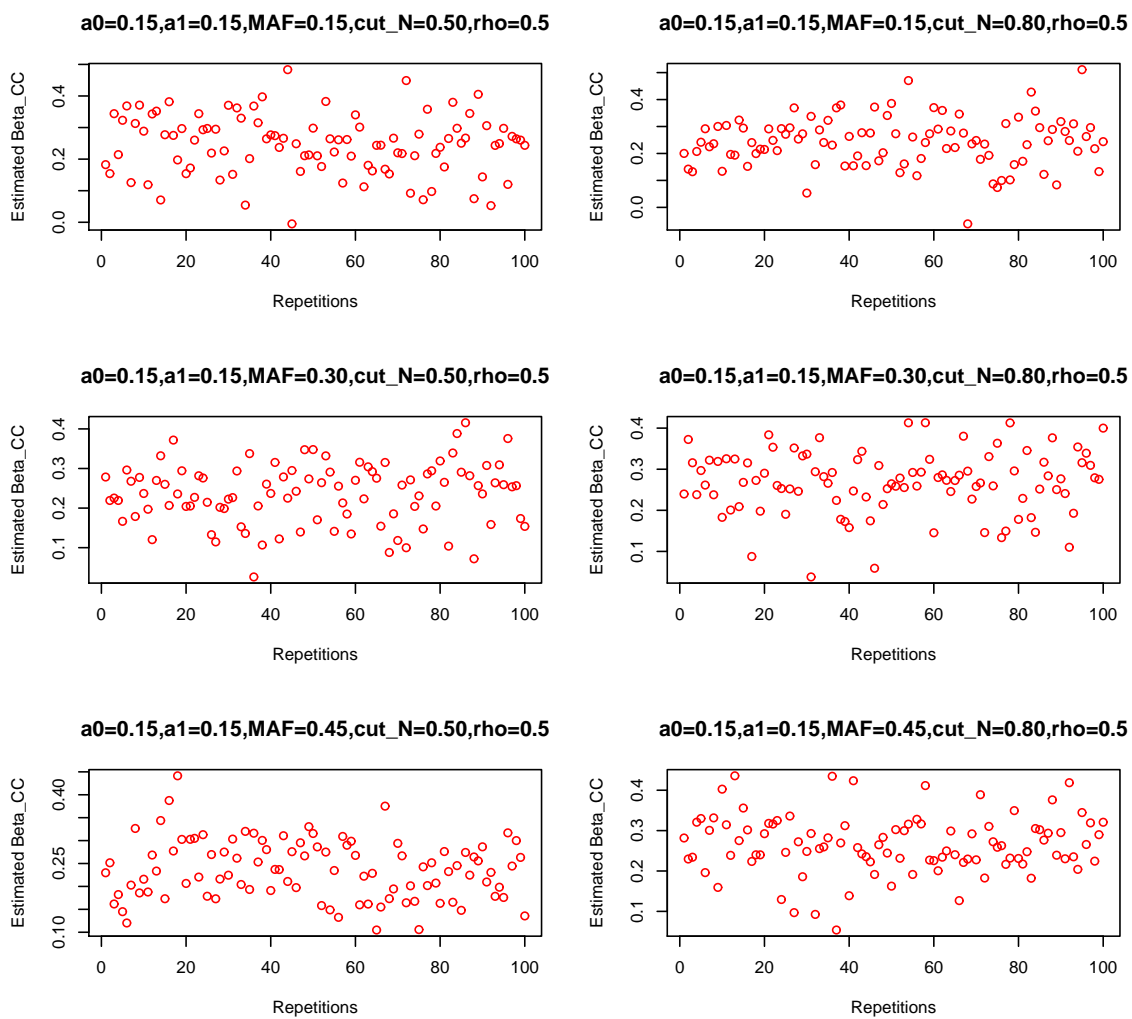 a0=0.15,a1=0.15,MAF=0.15,cut_N=0.50,rho=0.5
Estimated Beta_CC
0.0 0.2 0.4
0 20 40 60 80 100
Repetitions
a0=0.15,a1=0.15,MAF=0.15,cut_N=0.80,rho=0.5
Estimated Beta_CC
0.0 0.2 0.4
0 20 40 60 80 100
Repetitions
a0=0.15,a1=0.15,MAF=0.30,cut_N=0.50,rho=0.5
Estimated Beta_CC
0.1 0.2 0.3 0.4
0 20 40 60 80 100
Repetitions
a0=0.15,a1=0.15,MAF=0.30,cut_N=0.80,rho=0.5
Estimated Beta_CC
0.1 0.2 0.3 0.4
0 20 40 60 80 100
Repetitions
a0=0.15,a1=0.15,MAF=0.45,cut_N=0.50,rho=0.5
Estimated Beta_CC
0.10 0.25 0.40
0 20 40 60 80 100
Repetitions
a0=0.15,a1=0.15,MAF=0.45,cut_N=0.80,rho=0.5
Estimated Beta_CC
0.1 0.2 0.3 0.4
0 20 40 60 80 100
Repetitions